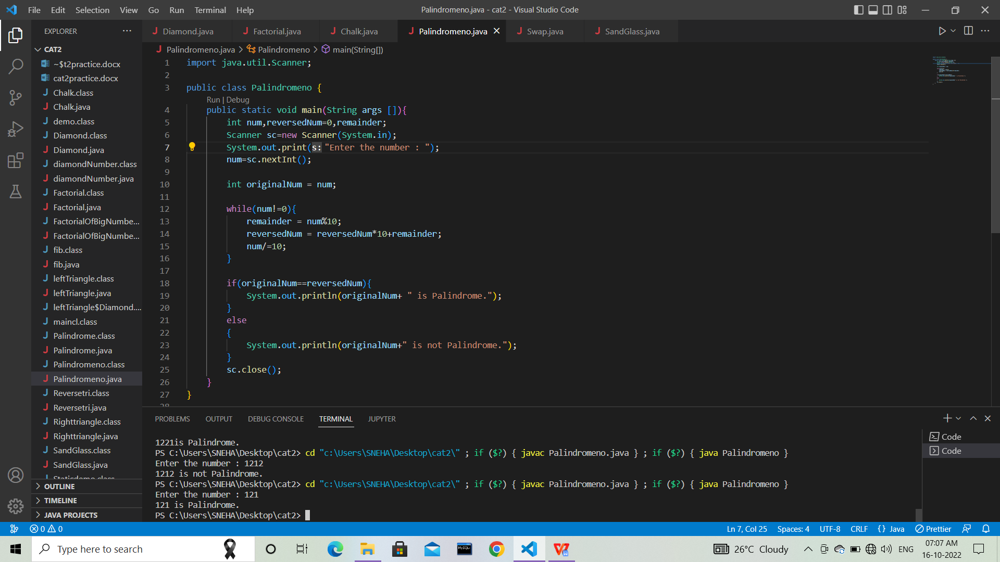 File Edit Selection View Go Run Terminal Help
Palindromeno.java - cat2 - Visual Studio Code
EXPLORER
Diamond.java
Factorial.java
Chalk.java
Palindromeno.java
Swap.java
SandGlass.java
CAT2
~$t2practice.docx
cat2practice.docx
Chalk.class
Chalk.java
demo.class
Diamond.class
Diamond.java
diamondNumber.class
diamondNumber.java
Factorial.class
Factorial.java
FactorialOfBigNumbe...
FactorialOfBigNumbe...
fib.class
fib.java
leftTriangle.class
leftTriangle.java
leftTriangle$Diamond....
maincl.class
Palindrome.class
Palindrome.java
Palindromeno.class
Palindromeno.java
Reversetri.class
Reversetri.java
Righttriangle.class
Righttriangle.java
SandGlass.class
SandGlass.java
Staticdemo.class
OUTLINE
TIMELINE
JAVA PROJECTS
Palindromeno.java > Palindromeno > main(String[])
1 import java.util.Scanner;
2
3 public class Palindromeno {
Run | Debug
4 public static void main(String args []){
5 int num,reversedNum=0,remainder;
6 Scanner sc=new Scanner(System.in);
7 System.out.print(s: "Enter the number : ");
8 num=sc.nextInt();
9
10 int originalNum = num;
11
12 while(num!=0){
13 remainder = num%10;
14 reversedNum = reversedNum*10+remainder;
15 num/=10;
16 }
17
18 if(originalNum==reversedNum){
19 System.out.println(originalNum+ " is Palindrome.");
20 }
21 else
22 {
23 System.out.println(originalNum+" is not Palindrome.");
24 }
25 sc.close();
26 }
27 }
28
PROBLEMS OUTPUT DEBUG CONSOLE TERMINAL JUPYTER
1221is Palindrome.
PS C:\Users\SNEHA\Desktop\cat2> cd "c:\Users\SNEHA\Desktop\cat2\" ; if ($?) { javac Palindromeno.java } ; if ($?) { java Palindromeno }
Enter the number : 1212
1212 is not Palindrome.
PS C:\Users\SNEHA\Desktop\cat2> cd "c:\Users\SNEHA\Desktop\cat2\" ; if ($?) { javac Palindromeno.java } ; if ($?) { java Palindromeno }
Enter the number : 121
121 is Palindrome.
PS C:\Users\SNEHA\Desktop\cat2>
Code
Code
0 0
Ln 7, Col 25 Spaces: 4 UTF-8 CRLF {} Java Prettier
Type here to search
MySQL
26°C Cloudy
ENG
07:07 AM
16-10-2022